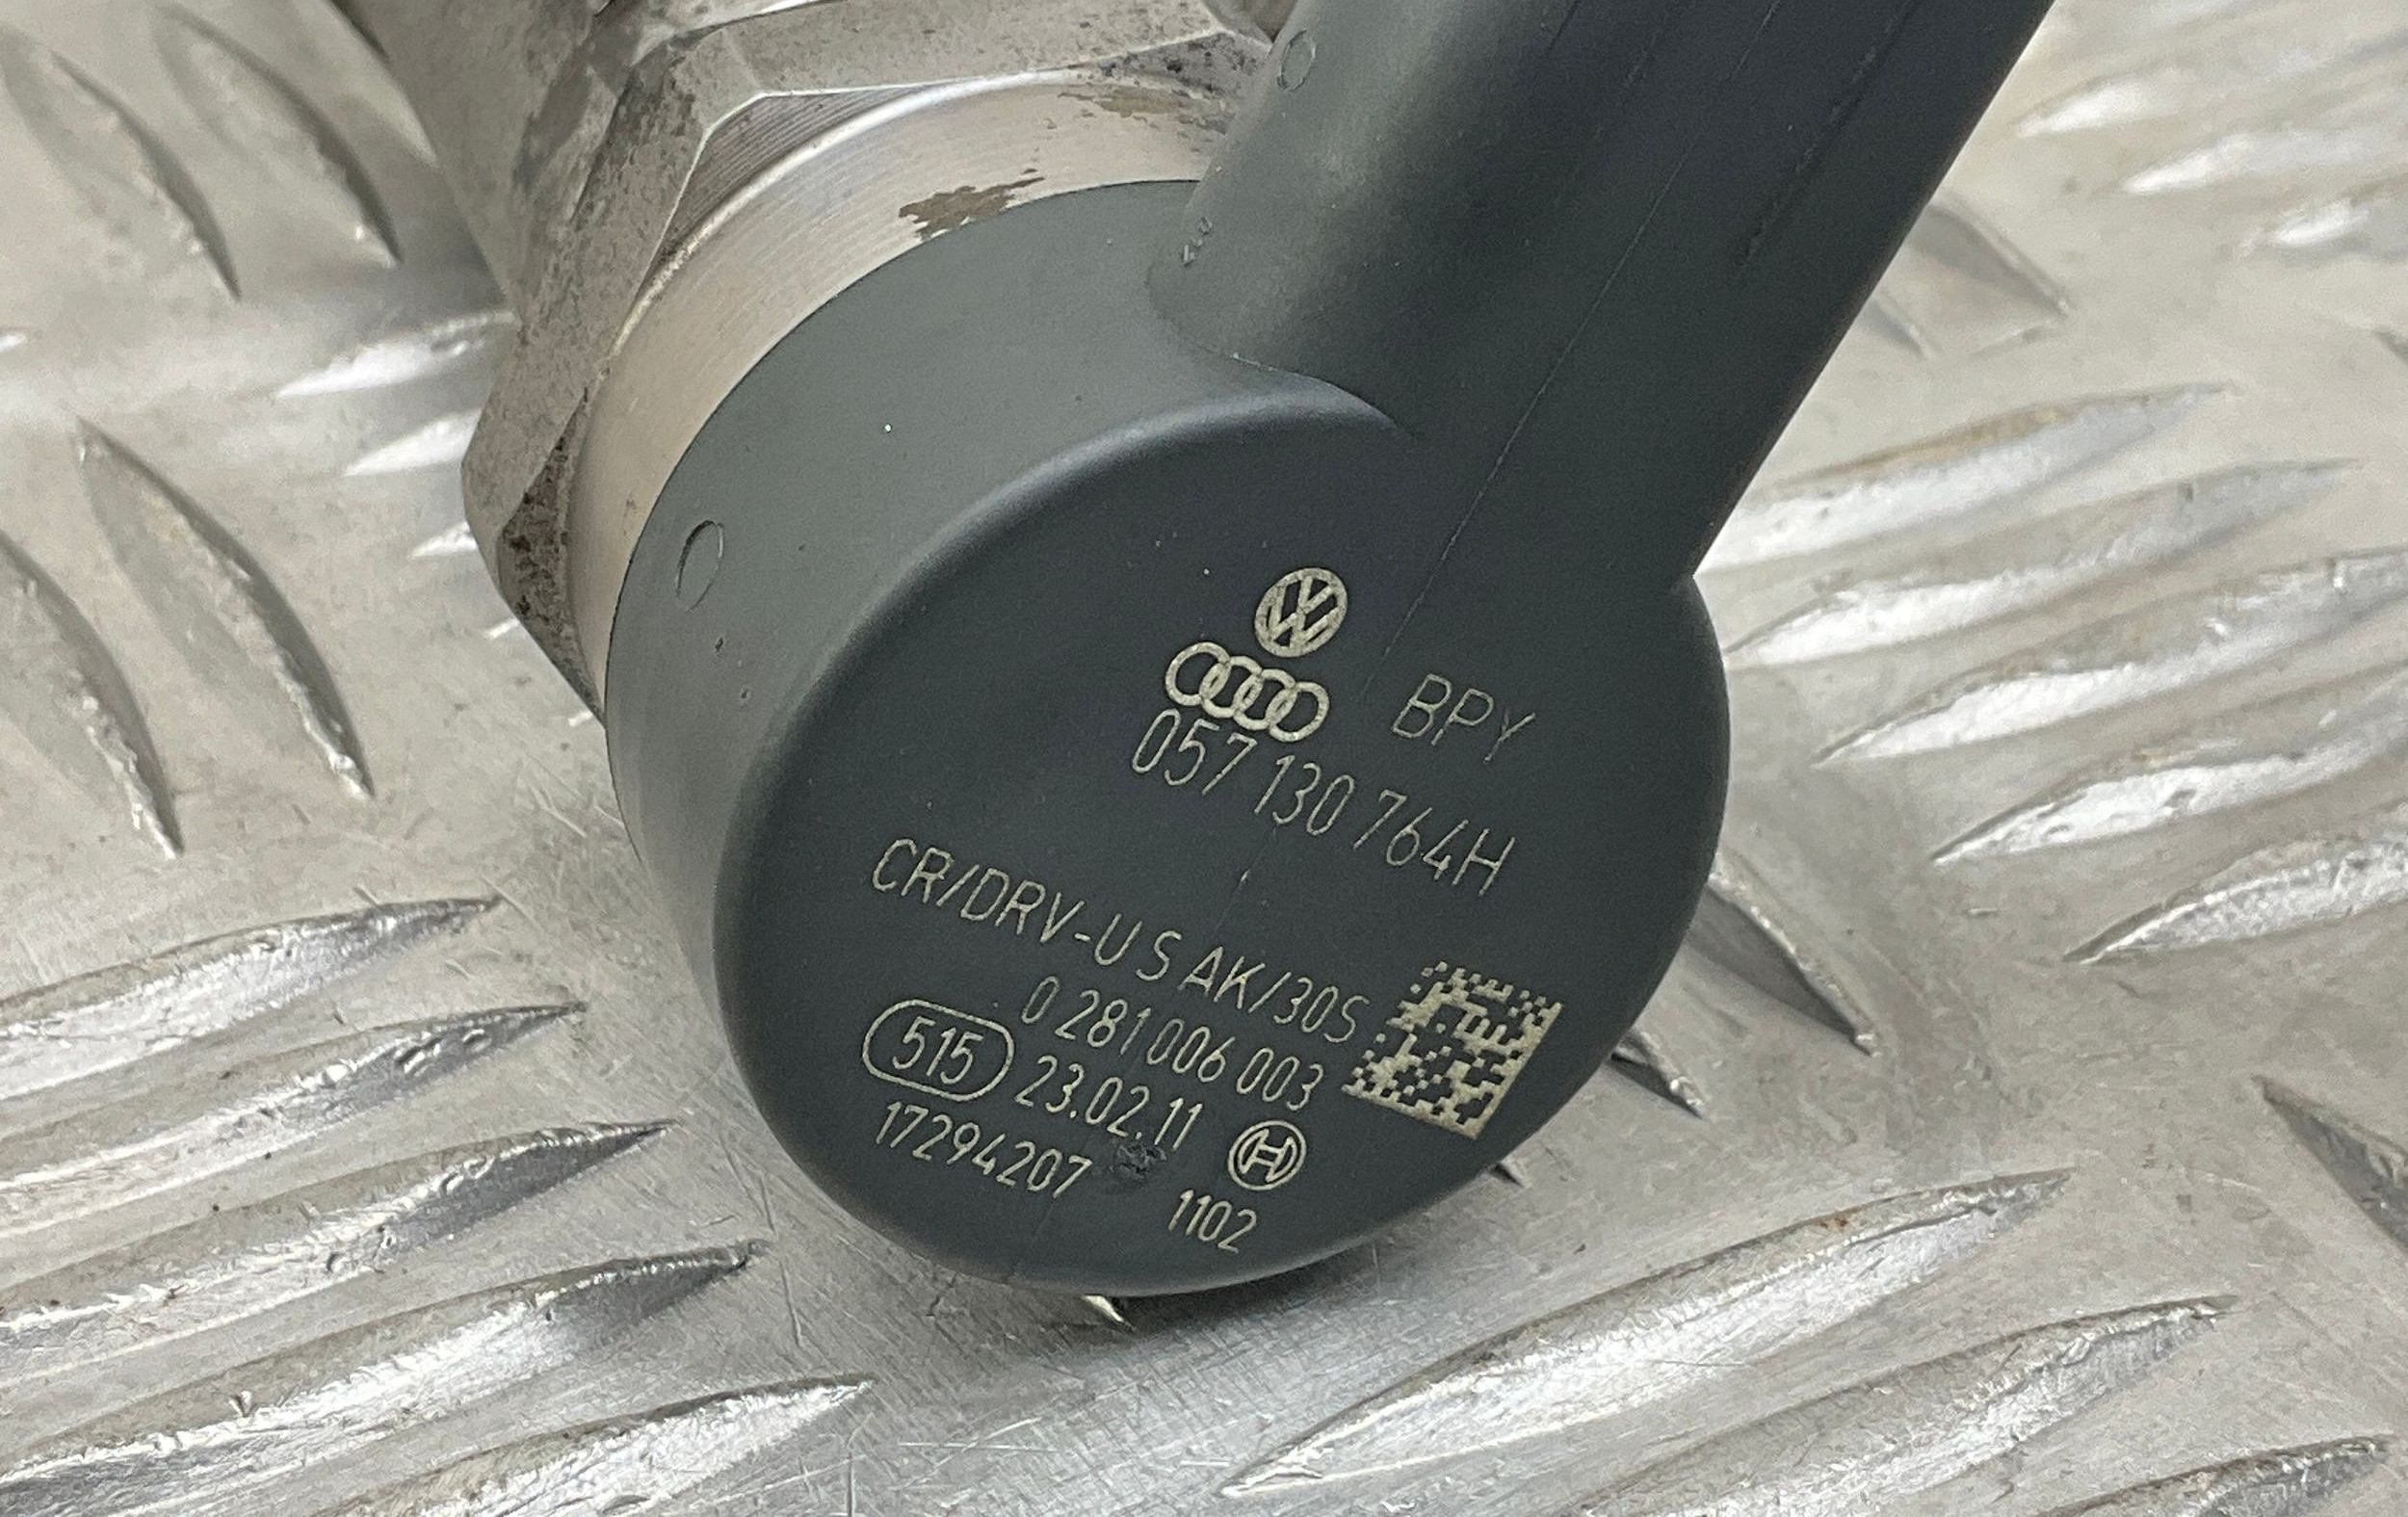 BPY
057 130 764H
CR/DRV-U S AK/30S
0 281 006 003
515 23.02.11
17294207 1102